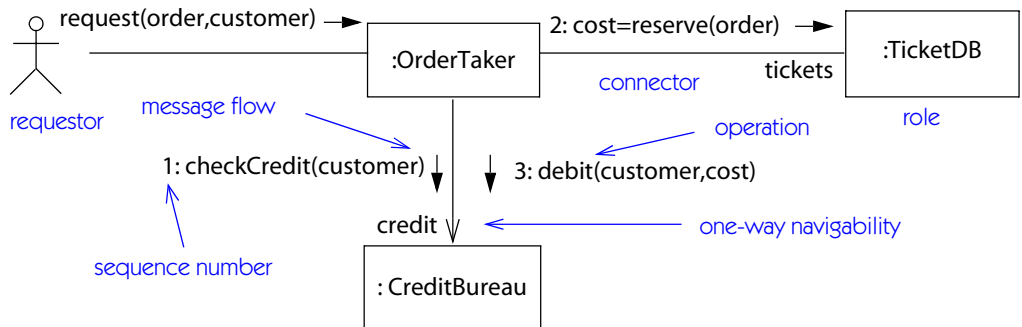 request(order,customer)
2: cost=reserve(order)
:OrderTaker
:TicketDB
tickets
connector
requestor
message flow
role
operation
1: checkCredit(customer)
3: debit(customer,cost)
credit
one-way navigability
sequence number
: CreditBureau